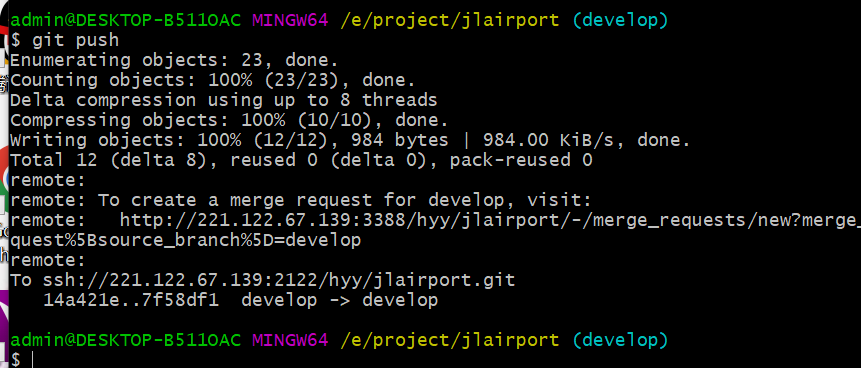 admin@DESKTOP-B511OAC MINGW64 /e/project/jlairport (develop)
$ git push
Enumerating objects: 23, done.
Counting objects: 100% (23/23), done.
Delta compression using up to 8 threads
Compressing objects: 100% (10/10), done.
Writing objects: 100% (12/12), 984 bytes | 984.00 KiB/s, done.
Total 12 (delta 8), reused 0 (delta 0), pack-reused 0
remote:
remote: To create a merge request for develop, visit:
remote:   http://221.122.67.139:3388/hyy/jlairport/-/merge_requests/new?merge_
quest%5Bsource_branch%5D=develop
remote:
To ssh://221.122.67.139:2122/hyy/jlairport.git
   14a421e..7f58df1  develop -> develop
admin@DESKTOP-B511OAC MINGW64 /e/project/jlairport (develop)
$